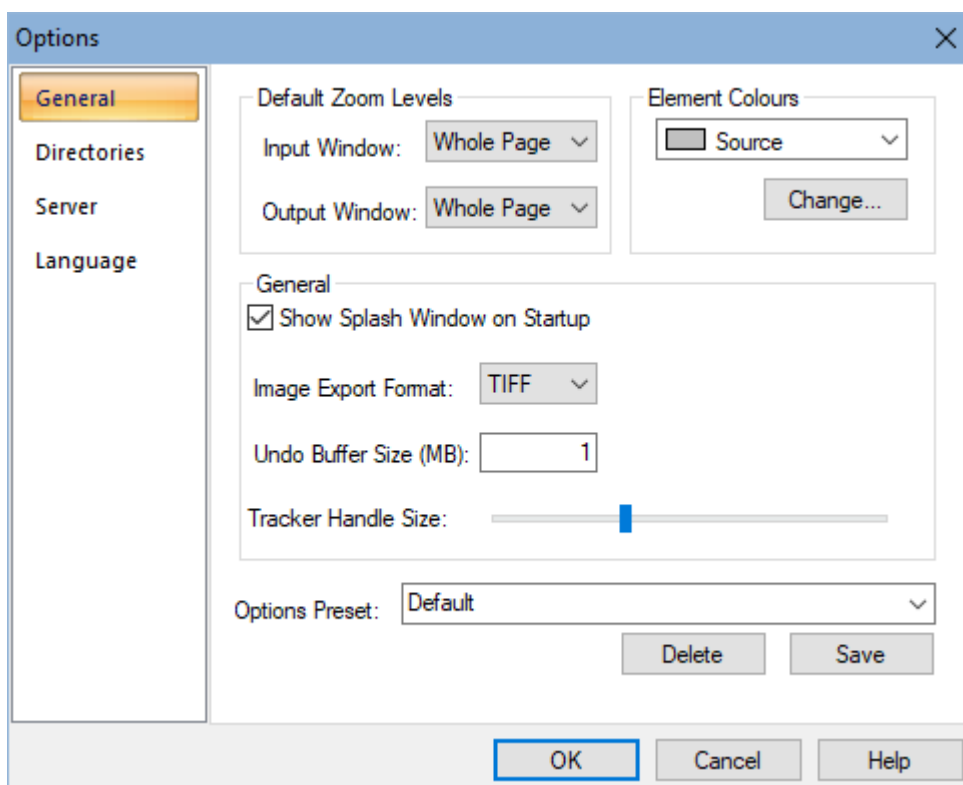 Options
General
Directories
Server
Language
Default Zoom Levels
Input Window: Whole Page
Output Window: Whole Page
Element Colours
Source
Change...
General
Show Splash Window on Startup
Image Export Format: TIFF
Undo Buffer Size (MB): 1
Tracker Handle Size:
Options Preset: Default
Delete Save
OK Cancel Help